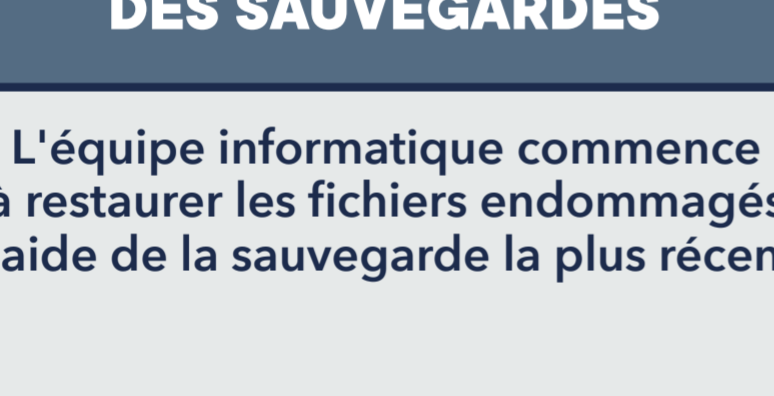 DES SAUVEGARDES
L'équipe informatique commence
à restaurer les fichiers endommagés
aide de la sauvegarde la plus récen